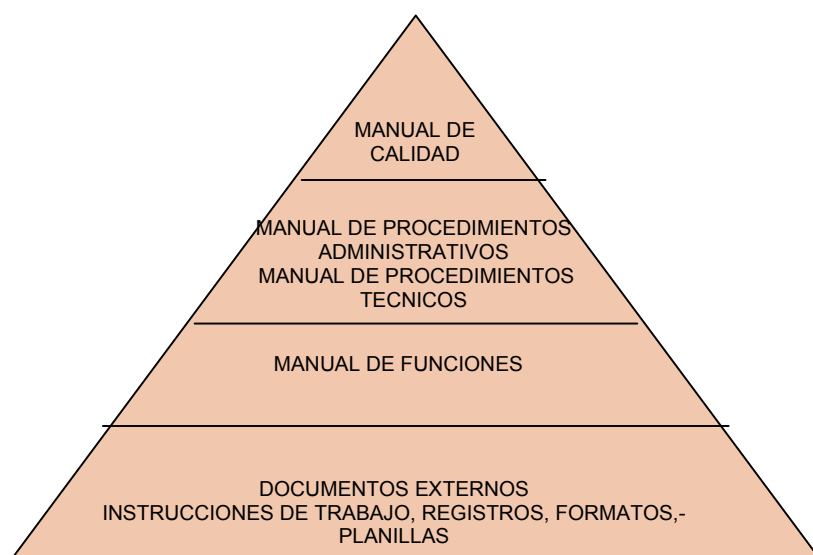 MANUAL DE
CALIDAD
MANUAL DE PROCEDIMIENTOS
ADMINISTRATIVOS
MANUAL DE PROCEDIMIENTOS
TECNICOS
MANUAL DE FUNCIONES
DOCUMENTOS EXTERNOS
INSTRUCCIONES DE TRABAJO, REGISTROS, FORMATOS,-
PLANILLAS